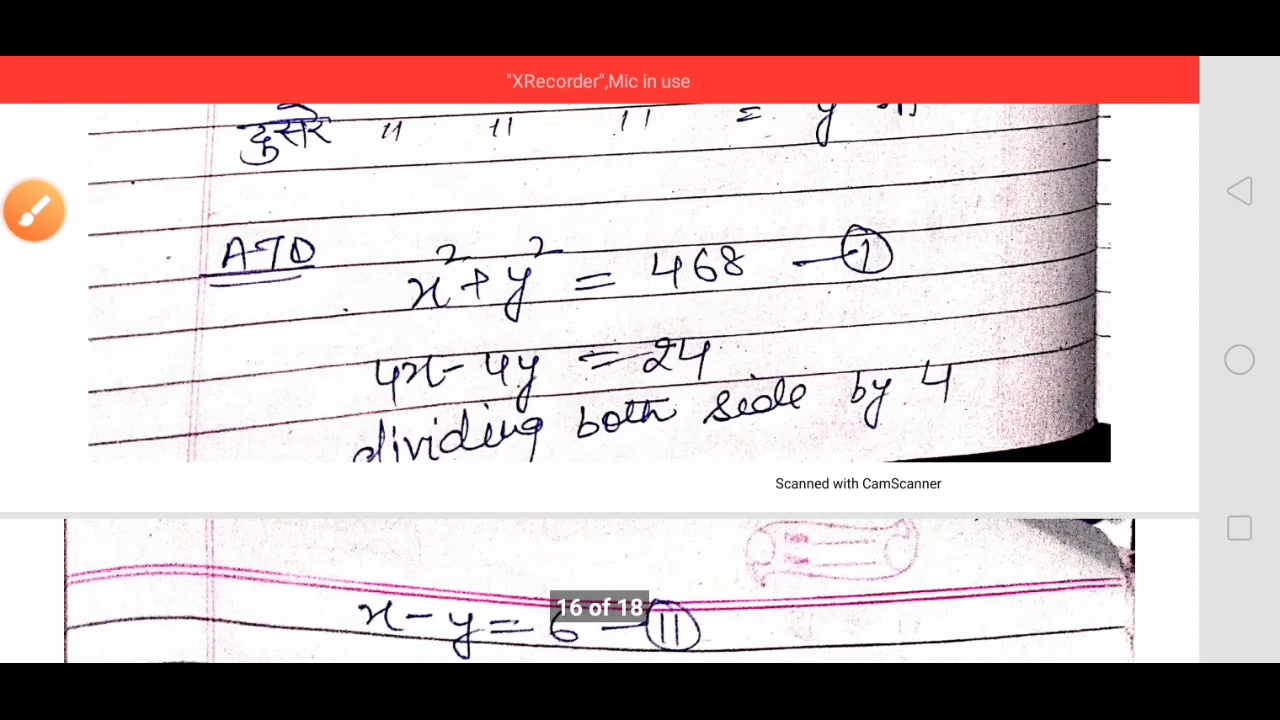 "XRecorder",Mic in use
दुसरे " " " = y
A-TQ x² + y² = 468 — (I)
4x - 4y = 24
dividing both side by 4
Scanned with CamScanner
x - y = 6 — (II)
16 of 18